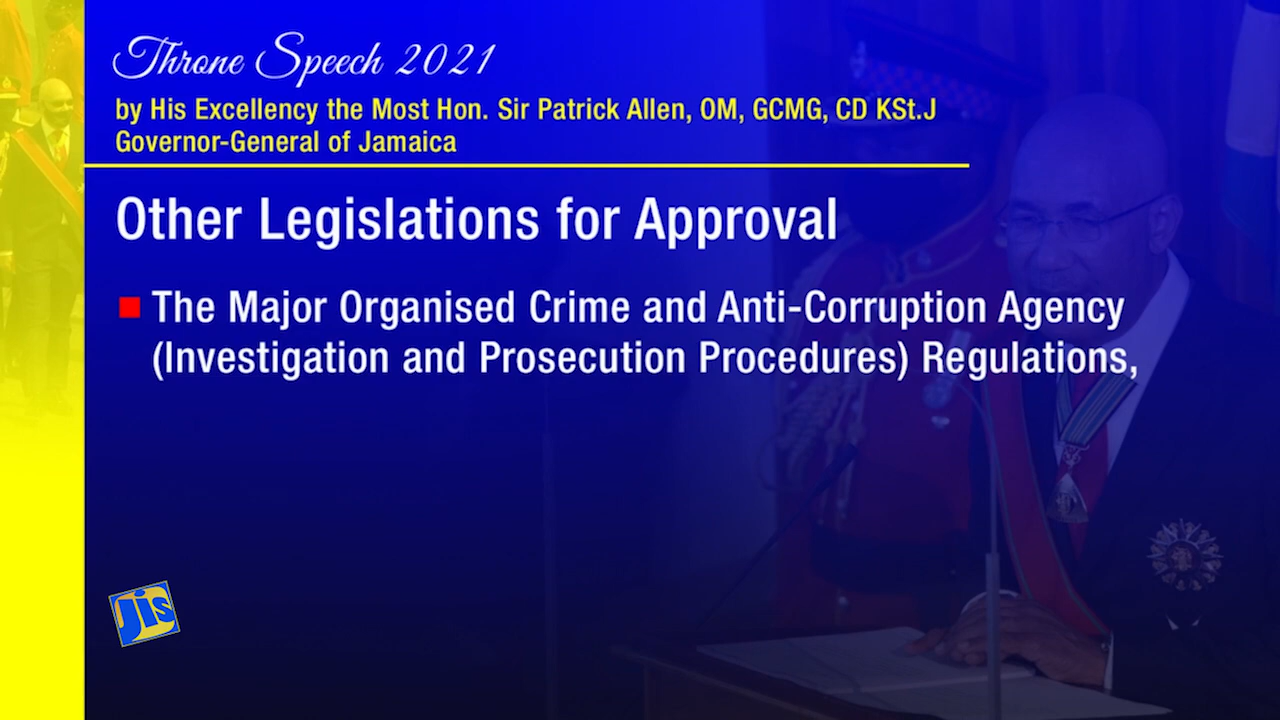 Throne Speech 2021
by His Excellency the Most Hon. Sir Patrick Allen, OM, GCMG, CD KSt.J
Governor-General of Jamaica
Other Legislations for Approval
The Major Organised Crime and Anti-Corruption Agency
(Investigation and Prosecution Procedures) Regulations,
jis